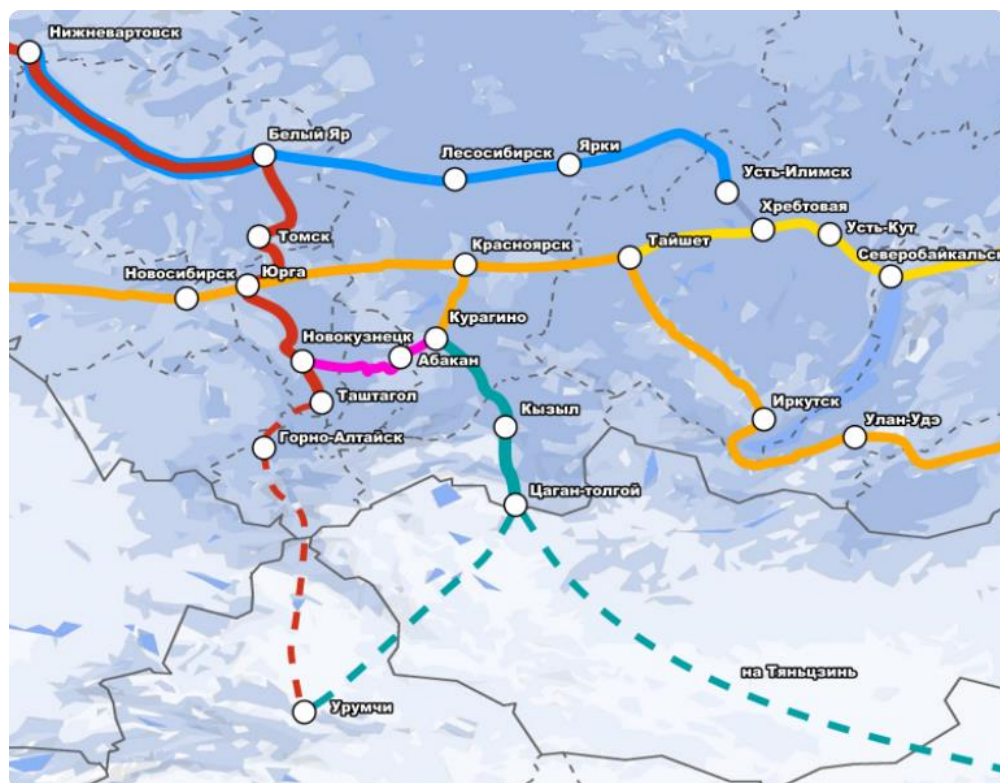 Нижневартовск
Белый Яр
Лесосибирск
Ярки
Усть-Илимск
Хребтовая
Усть-Кут
Томск
Красноярск
Тайшет
Северобайкальск
Новосибирск
Юрга
Курагино
Новокузнецк
Абакан
Таштагол
Иркутск
Улан-Удэ
Кызыл
Горно-Алтайск
Цаган-толгой
на Тяньцзинь
Урумчи